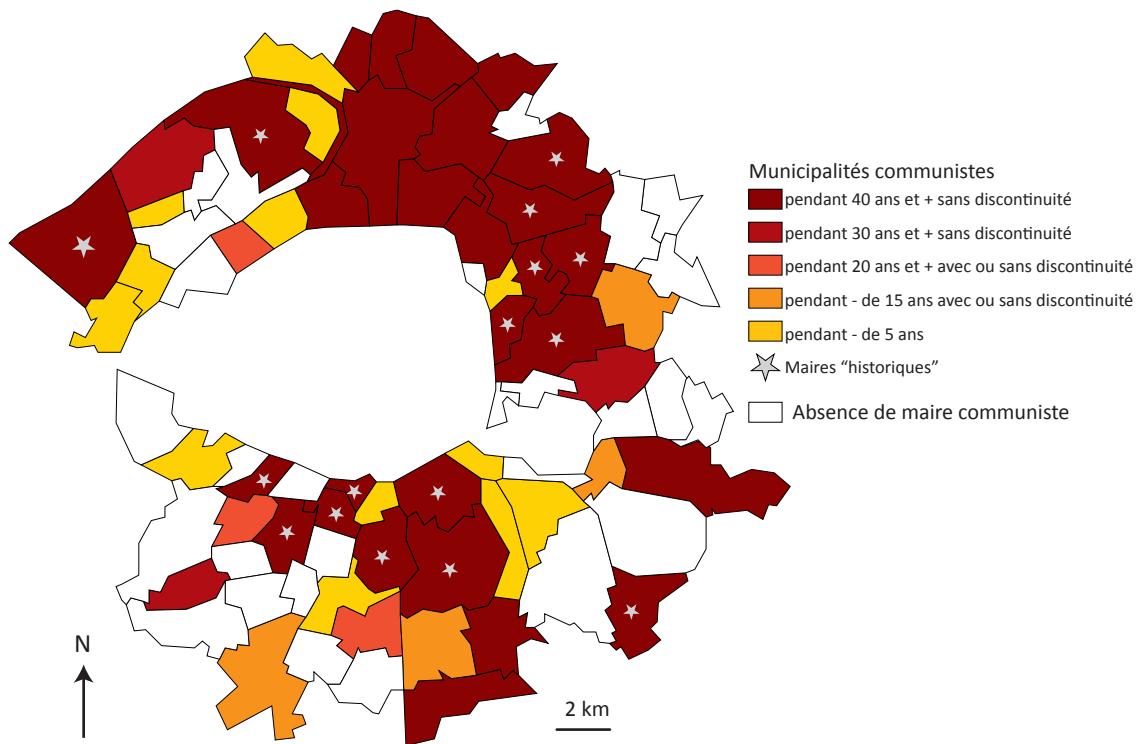 Municipalités communistes
pendant 40 ans et + sans discontinuité
pendant 30 ans et + sans discontinuité
pendant 20 ans et + avec ou sans discontinuité
pendant - de 15 ans avec ou sans discontinuité
pendant - de 5 ans
Maires “historiques”
Absence de maire communiste
N
2 km